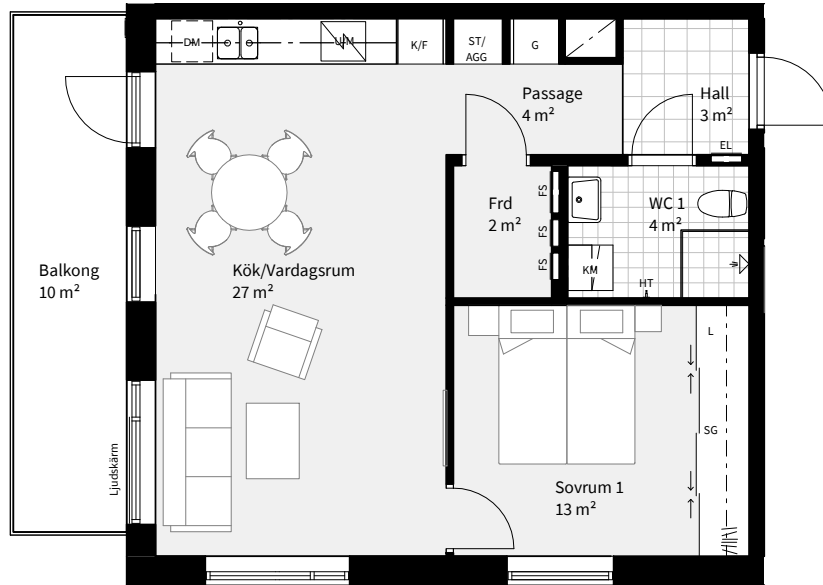 DM
U/M
K/F
ST/
AGG
G
Passage
4 m²
Hall
3 m²
EL
Frd
2 m²
FS
FS
FS
WC 1
4 m²
KM
HT
Balkong
10 m²
Kök/Vardagsrum
27 m²
L
SG
Ljudskärm
Sovrum 1
13 m²